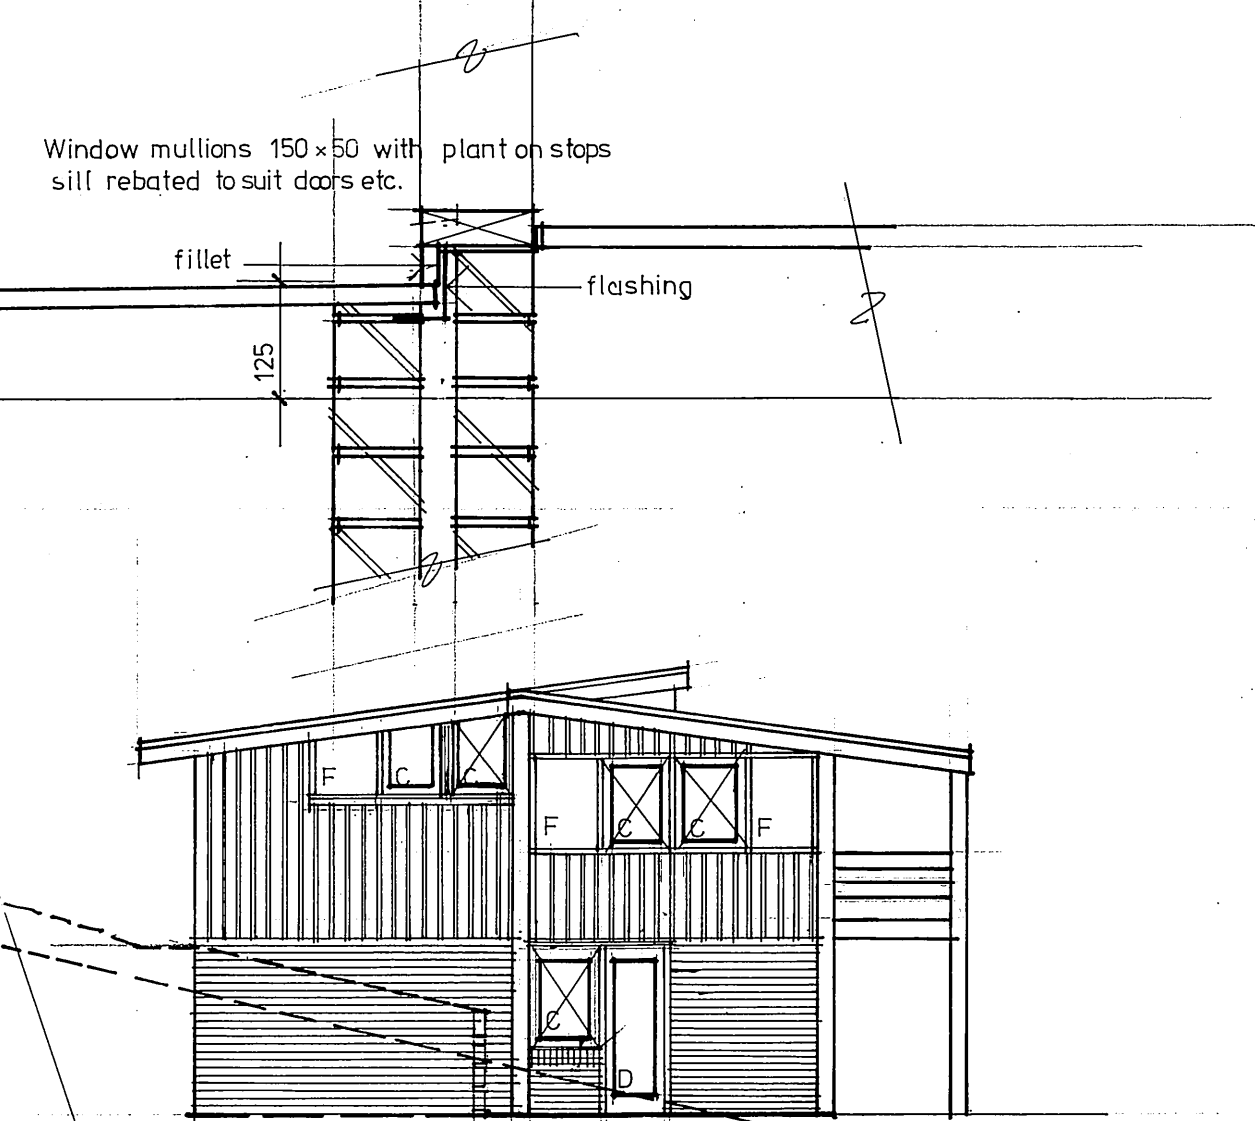 Window mullions 150 x 50 with plant on stops
sill rebated to suit doors etc.
fillet
flashing
125
F
C
C
F
C
C
F
C
D